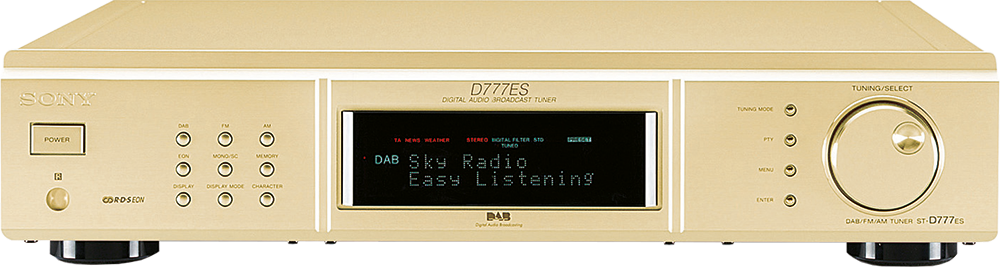 SONY
D777ES
DIGITAL AUDIO BROADCAST TUNER
TUNING/SELECT
POWER
DAB FM AM
EON MONO/SC MEMORY
DISPLAY DISPLAY MODE CHARACTER
R·D·S EON
TA NEWS WEATHER STEREO DIGITAL FILTER STD PRESET
TUNED
DAB Sky Radio
Easy Listening
DAB
Digital Audio Broadcasting
TUNING MODE
PTY
MENU
ENTER
DAB/FM/AM TUNER ST-D777ES